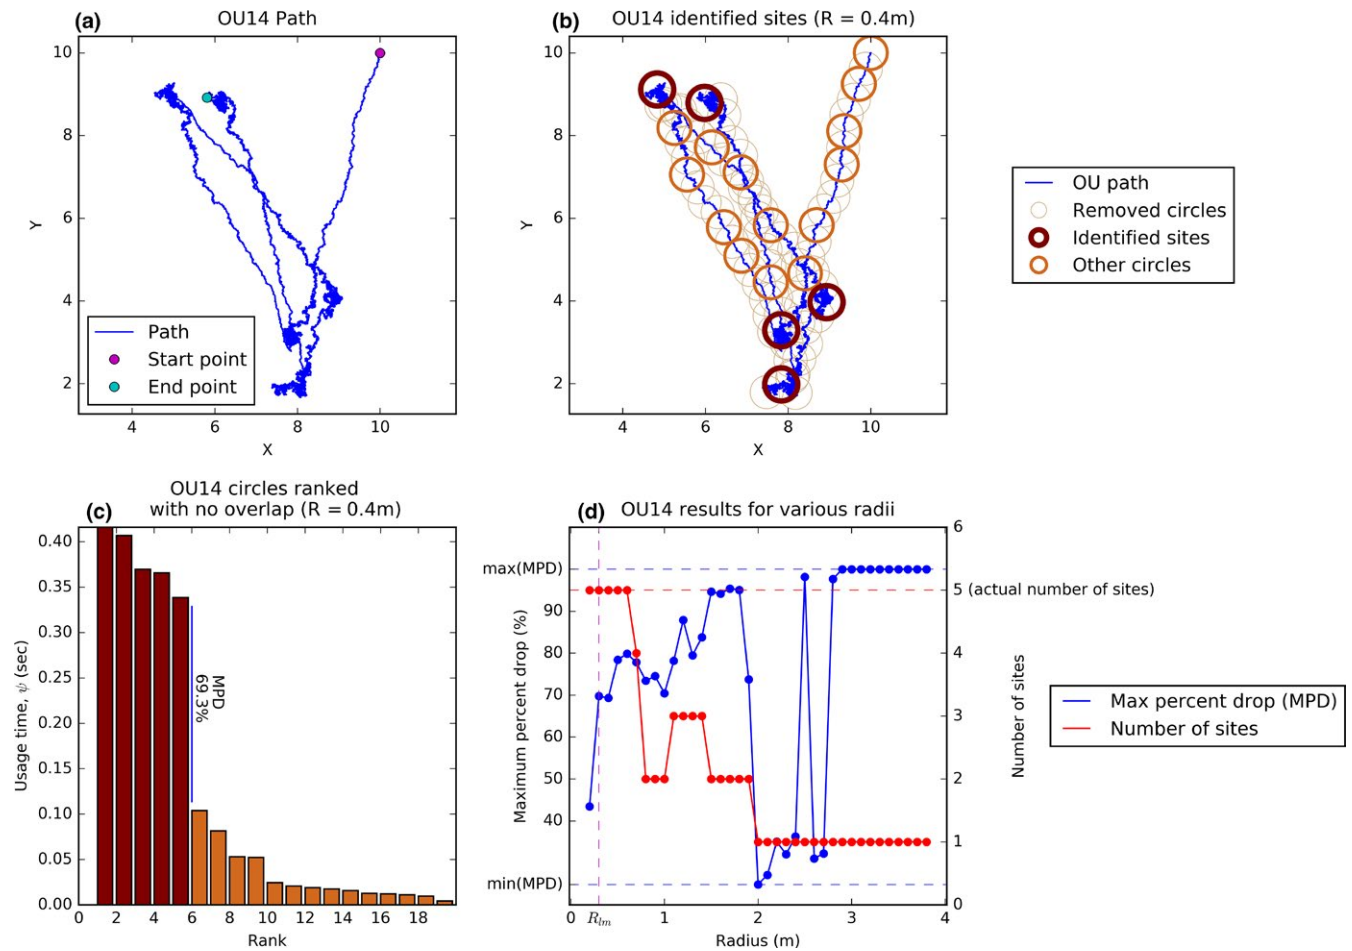 (a) OU14 Path
10
8
6
4
2
Y
4 6 8 10
X
Path
Start point
End point
(b) OU14 identified sites (R = 0.4m)
10
8
6
4
2
Y
4 6 8 10
X
OU path
Removed circles
Identified sites
Other circles
(c) OU14 circles ranked
with no overlap (R = 0.4m)
0.40
0.35
0.30
0.25
0.20
0.15
0.10
0.05
0.00
Usage time, ψ (sec)
MPD
69.3%
0 2 4 6 8 10 12 14 16 18
Rank
(d) OU14 results for various radii
max(MPD)
90
80
70
60
50
40
min(MPD)
Maximum percent drop (%)
6
5 (actual number of sites)
4
3
2
1
0
Number of sites
0 R_lm 1 2 3 4
Radius (m)
Max percent drop (MPD)
Number of sites